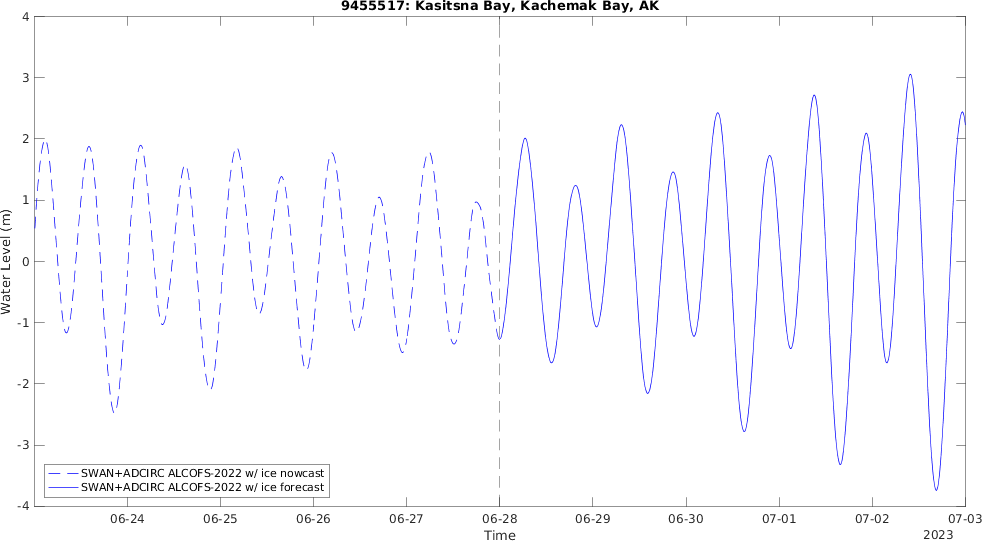 9455517: Kasitsna Bay, Kachemak Bay, AK
4
3
2
1
0
-1
-2
-3
-4
Water Level (m)
SWAN+ADCIRC ALCOFS-2022 w/ ice nowcast
SWAN+ADCIRC ALCOFS-2022 w/ ice forecast
06-24 06-25 06-26 06-27 06-28 06-29 06-30 07-01 07-02 07-03
Time
2023